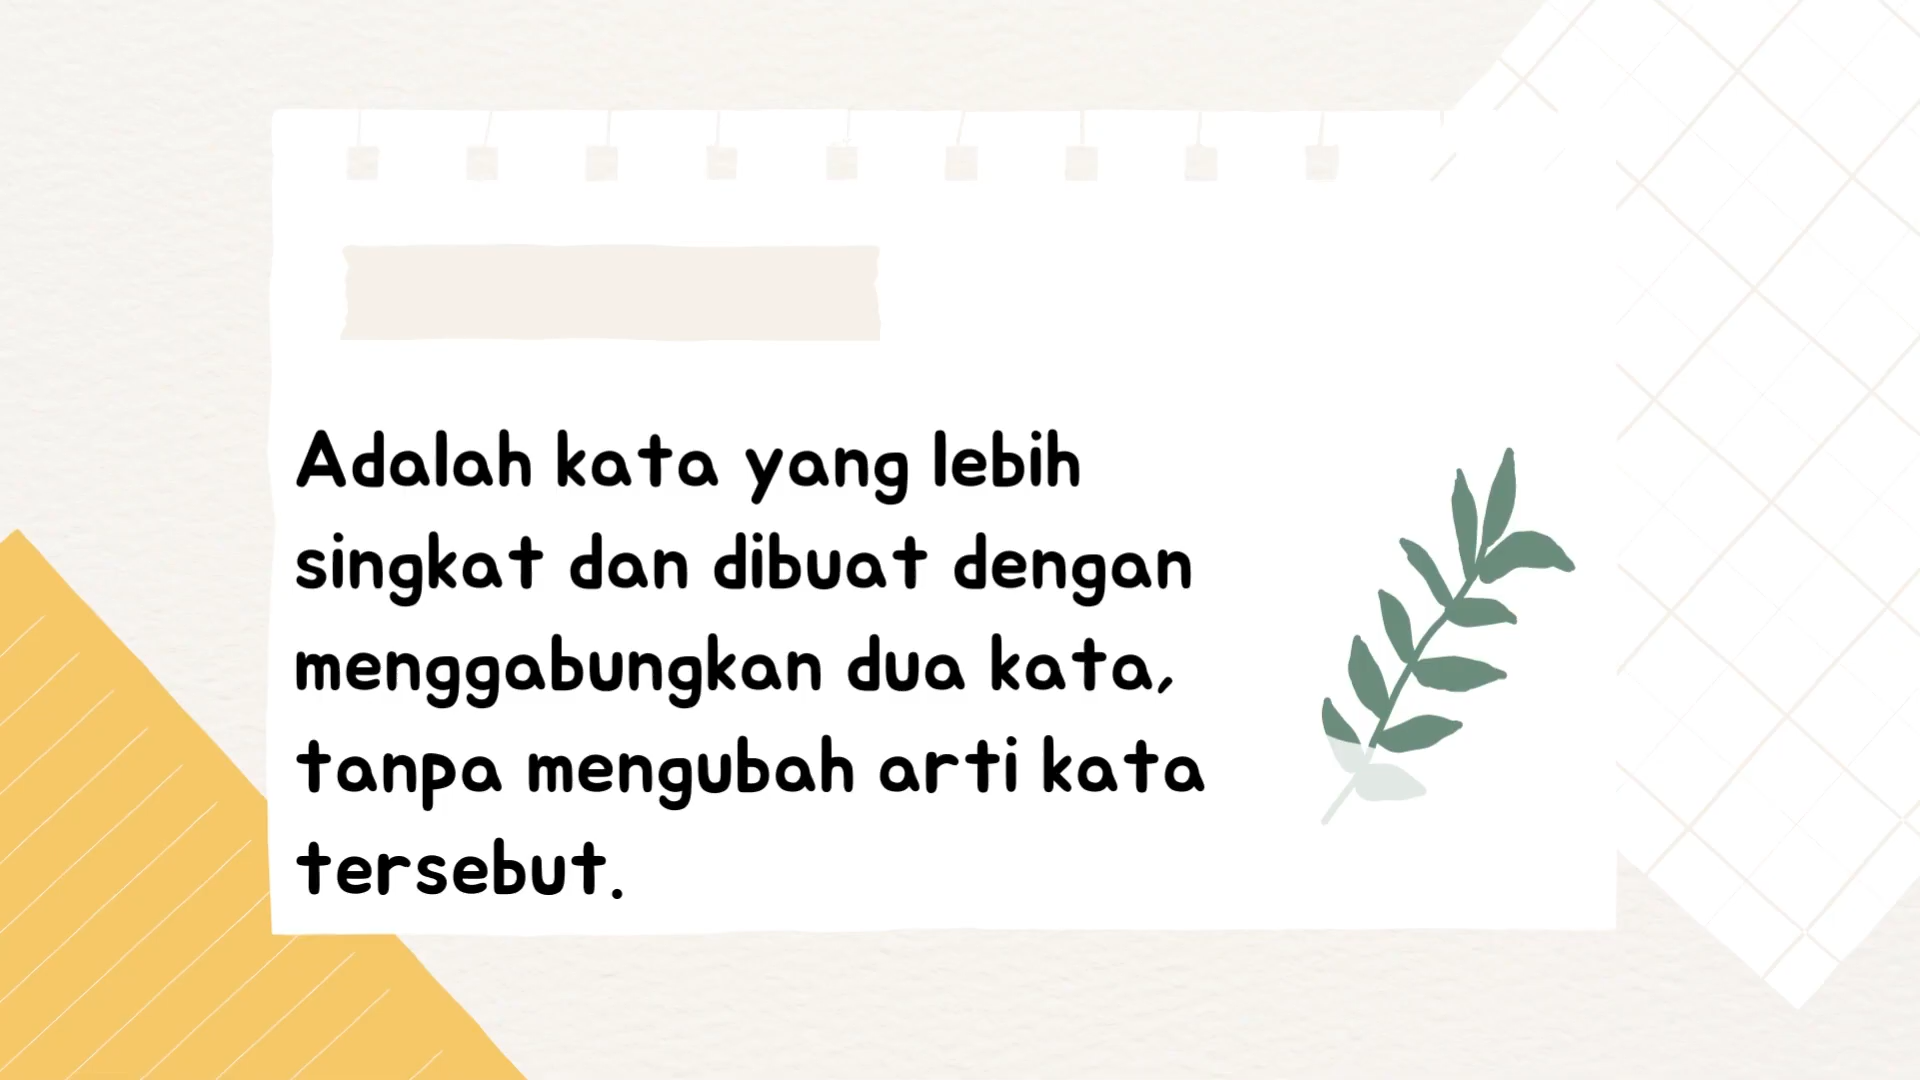 Adalah kata yang lebih
singkat dan dibuat dengan
menggabungkan dua kata,
tanpa mengubah arti kata
tersebut.